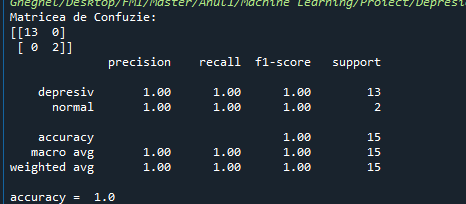 Gheghel/Desktop/FMI/Master/Anul1/Machine Learning/Proiect/Depresi
Matricea de Confuzie:
[[13  0]
 [ 0  2]]
              precision    recall  f1-score   support

    depresiv       1.00      1.00      1.00        13
      normal       1.00      1.00      1.00         2

    accuracy                           1.00        15
   macro avg       1.00      1.00      1.00        15
weighted avg       1.00      1.00      1.00        15

accuracy =  1.0